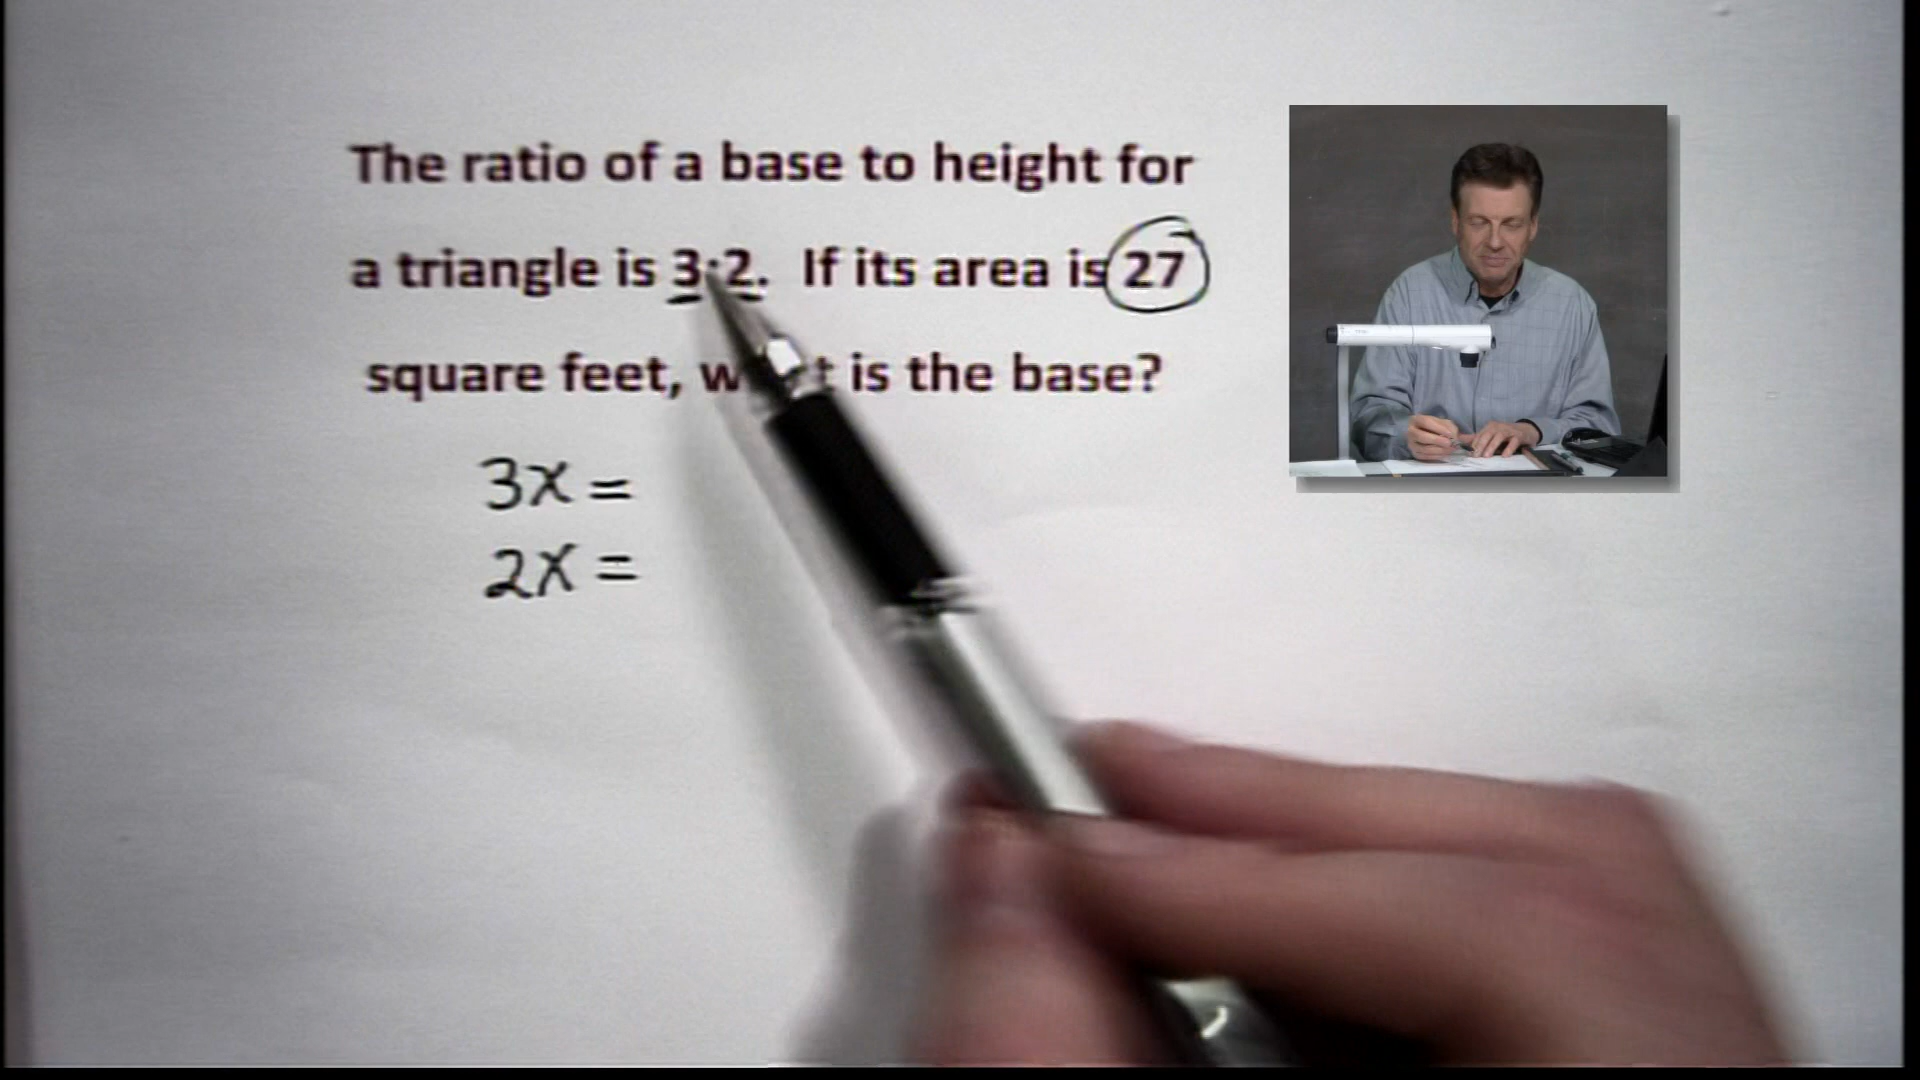 The ratio of a base to height for
a triangle is 3:2. If its area is 27
square feet, is the base?
3x =
2x =